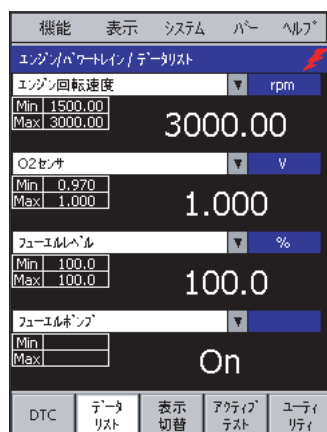 機能 表示 システム バー ヘルプ
エンジン/パワートレイン / データリスト
エンジン回転速度 ▼ rpm
Min 1500.00
Max 3000.00
3000.00
O2センサ ▼ V
Min 0.970
Max 1.000
1.000
フューエルレベル ▼ %
Min 100.0
Max 100.0
100.0
フューエルポンプ ▼
Min
Max
On
DTC データリスト 表示切替 アクティブテスト ユーティリティ